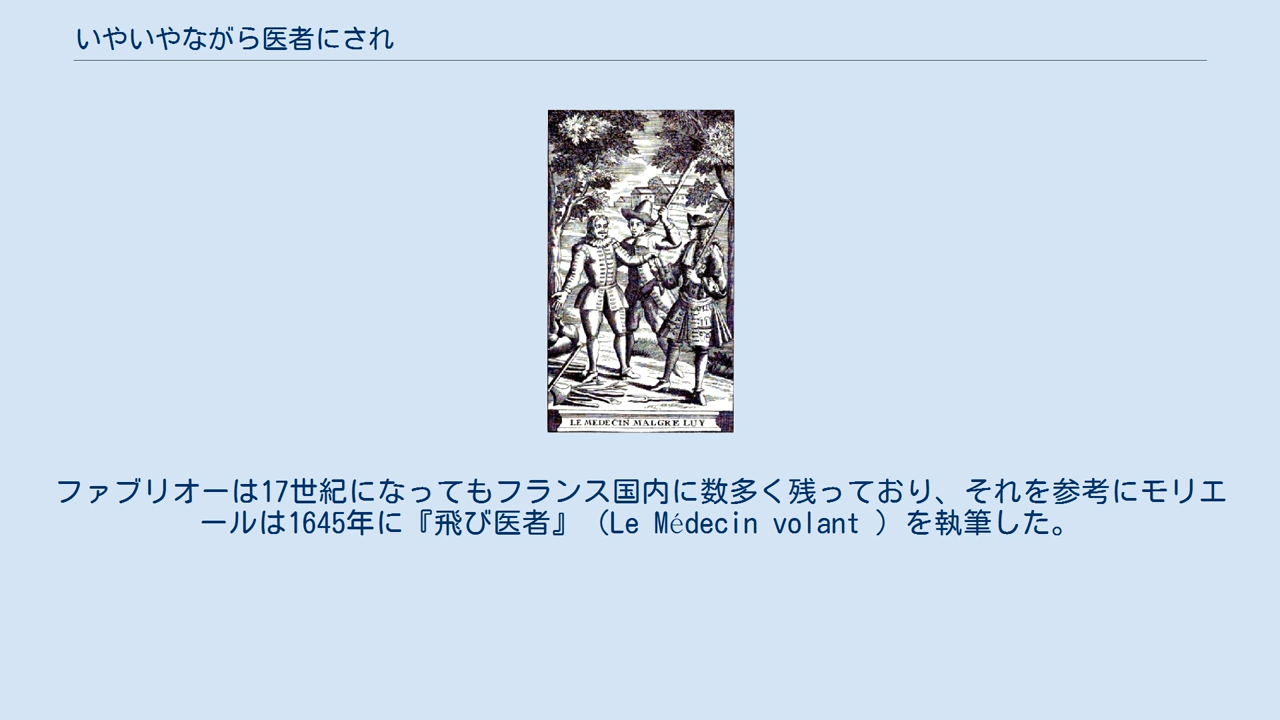 いやいやながら医者にされ
LE MEDECIN MALGRE LUY
ファブリオーは17世紀になってもフランス国内に数多く残っており、それを参考にモリエ
ールは1645年に『飛び医者』（Le Médecin volant ）を執筆した。